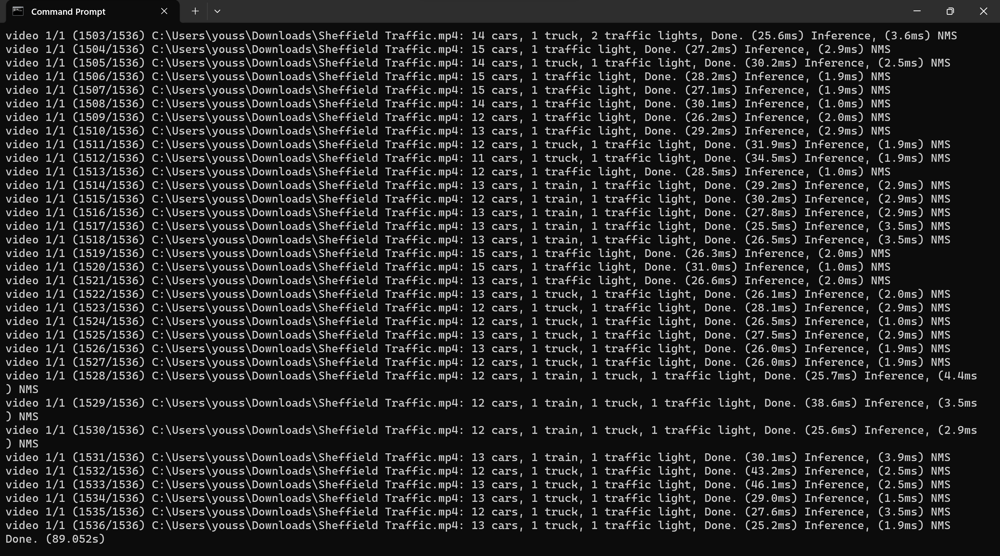 Command Prompt
video 1/1 (1503/1536) C:\Users\youss\Downloads\Sheffield Traffic.mp4: 14 cars, 1 truck, 2 traffic lights, Done. (25.6ms) Inference, (3.6ms) NMS
video 1/1 (1504/1536) C:\Users\youss\Downloads\Sheffield Traffic.mp4: 15 cars, 1 traffic light, Done. (27.2ms) Inference, (2.9ms) NMS
video 1/1 (1505/1536) C:\Users\youss\Downloads\Sheffield Traffic.mp4: 14 cars, 1 truck, 1 traffic light, Done. (30.2ms) Inference, (2.5ms) NMS
video 1/1 (1506/1536) C:\Users\youss\Downloads\Sheffield Traffic.mp4: 15 cars, 1 traffic light, Done. (28.2ms) Inference, (1.9ms) NMS
video 1/1 (1507/1536) C:\Users\youss\Downloads\Sheffield Traffic.mp4: 15 cars, 1 traffic light, Done. (27.1ms) Inference, (1.9ms) NMS
video 1/1 (1508/1536) C:\Users\youss\Downloads\Sheffield Traffic.mp4: 14 cars, 1 traffic light, Done. (30.1ms) Inference, (1.0ms) NMS
video 1/1 (1509/1536) C:\Users\youss\Downloads\Sheffield Traffic.mp4: 12 cars, 1 traffic light, Done. (26.2ms) Inference, (2.0ms) NMS
video 1/1 (1510/1536) C:\Users\youss\Downloads\Sheffield Traffic.mp4: 13 cars, 1 traffic light, Done. (29.2ms) Inference, (2.9ms) NMS
video 1/1 (1511/1536) C:\Users\youss\Downloads\Sheffield Traffic.mp4: 12 cars, 1 truck, 1 traffic light, Done. (31.9ms) Inference, (1.9ms) NMS
video 1/1 (1512/1536) C:\Users\youss\Downloads\Sheffield Traffic.mp4: 11 cars, 1 truck, 1 traffic light, Done. (34.5ms) Inference, (1.9ms) NMS
video 1/1 (1513/1536) C:\Users\youss\Downloads\Sheffield Traffic.mp4: 12 cars, 1 traffic light, Done. (28.5ms) Inference, (1.0ms) NMS
video 1/1 (1514/1536) C:\Users\youss\Downloads\Sheffield Traffic.mp4: 13 cars, 1 train, 1 traffic light, Done. (29.2ms) Inference, (2.9ms) NMS
video 1/1 (1515/1536) C:\Users\youss\Downloads\Sheffield Traffic.mp4: 12 cars, 1 train, 1 traffic light, Done. (30.2ms) Inference, (2.9ms) NMS
video 1/1 (1516/1536) C:\Users\youss\Downloads\Sheffield Traffic.mp4: 13 cars, 1 train, 1 traffic light, Done. (27.8ms) Inference, (2.9ms) NMS
video 1/1 (1517/1536) C:\Users\youss\Downloads\Sheffield Traffic.mp4: 13 cars, 1 train, 1 traffic light, Done. (25.5ms) Inference, (3.5ms) NMS
video 1/1 (1518/1536) C:\Users\youss\Downloads\Sheffield Traffic.mp4: 13 cars, 1 train, 1 traffic light, Done. (26.5ms) Inference, (3.5ms) NMS
video 1/1 (1519/1536) C:\Users\youss\Downloads\Sheffield Traffic.mp4: 15 cars, 1 traffic light, Done. (26.3ms) Inference, (2.0ms) NMS
video 1/1 (1520/1536) C:\Users\youss\Downloads\Sheffield Traffic.mp4: 15 cars, 1 traffic light, Done. (31.0ms) Inference, (1.0ms) NMS
video 1/1 (1521/1536) C:\Users\youss\Downloads\Sheffield Traffic.mp4: 13 cars, 1 traffic light, Done. (26.6ms) Inference, (2.0ms) NMS
video 1/1 (1522/1536) C:\Users\youss\Downloads\Sheffield Traffic.mp4: 13 cars, 1 truck, 1 traffic light, Done. (26.1ms) Inference, (2.0ms) NMS
video 1/1 (1523/1536) C:\Users\youss\Downloads\Sheffield Traffic.mp4: 12 cars, 1 truck, 1 traffic light, Done. (28.1ms) Inference, (2.9ms) NMS
video 1/1 (1524/1536) C:\Users\youss\Downloads\Sheffield Traffic.mp4: 12 cars, 1 truck, 1 traffic light, Done. (26.5ms) Inference, (1.0ms) NMS
video 1/1 (1525/1536) C:\Users\youss\Downloads\Sheffield Traffic.mp4: 13 cars, 1 truck, 1 traffic light, Done. (27.5ms) Inference, (2.9ms) NMS
video 1/1 (1526/1536) C:\Users\youss\Downloads\Sheffield Traffic.mp4: 13 cars, 1 truck, 1 traffic light, Done. (26.0ms) Inference, (1.9ms) NMS
video 1/1 (1527/1536) C:\Users\youss\Downloads\Sheffield Traffic.mp4: 12 cars, 1 truck, 1 traffic light, Done. (26.0ms) Inference, (1.9ms) NMS
video 1/1 (1528/1536) C:\Users\youss\Downloads\Sheffield Traffic.mp4: 12 cars, 1 train, 1 truck, 1 traffic light, Done. (25.7ms) Inference, (4.4ms
) NMS
video 1/1 (1529/1536) C:\Users\youss\Downloads\Sheffield Traffic.mp4: 12 cars, 1 train, 1 truck, 1 traffic light, Done. (38.6ms) Inference, (3.5ms
) NMS
video 1/1 (1530/1536) C:\Users\youss\Downloads\Sheffield Traffic.mp4: 12 cars, 1 train, 1 truck, 1 traffic light, Done. (25.6ms) Inference, (2.9ms
) NMS
video 1/1 (1531/1536) C:\Users\youss\Downloads\Sheffield Traffic.mp4: 13 cars, 1 train, 1 traffic light, Done. (30.1ms) Inference, (3.9ms) NMS
video 1/1 (1532/1536) C:\Users\youss\Downloads\Sheffield Traffic.mp4: 12 cars, 1 truck, 1 traffic light, Done. (43.2ms) Inference, (2.5ms) NMS
video 1/1 (1533/1536) C:\Users\youss\Downloads\Sheffield Traffic.mp4: 13 cars, 1 truck, 1 traffic light, Done. (46.1ms) Inference, (2.5ms) NMS
video 1/1 (1534/1536) C:\Users\youss\Downloads\Sheffield Traffic.mp4: 13 cars, 1 truck, 1 traffic light, Done. (29.0ms) Inference, (1.5ms) NMS
video 1/1 (1535/1536) C:\Users\youss\Downloads\Sheffield Traffic.mp4: 12 cars, 1 truck, 1 traffic light, Done. (27.6ms) Inference, (3.5ms) NMS
video 1/1 (1536/1536) C:\Users\youss\Downloads\Sheffield Traffic.mp4: 13 cars, 1 truck, 1 traffic light, Done. (25.2ms) Inference, (1.9ms) NMS
Done. (89.052s)